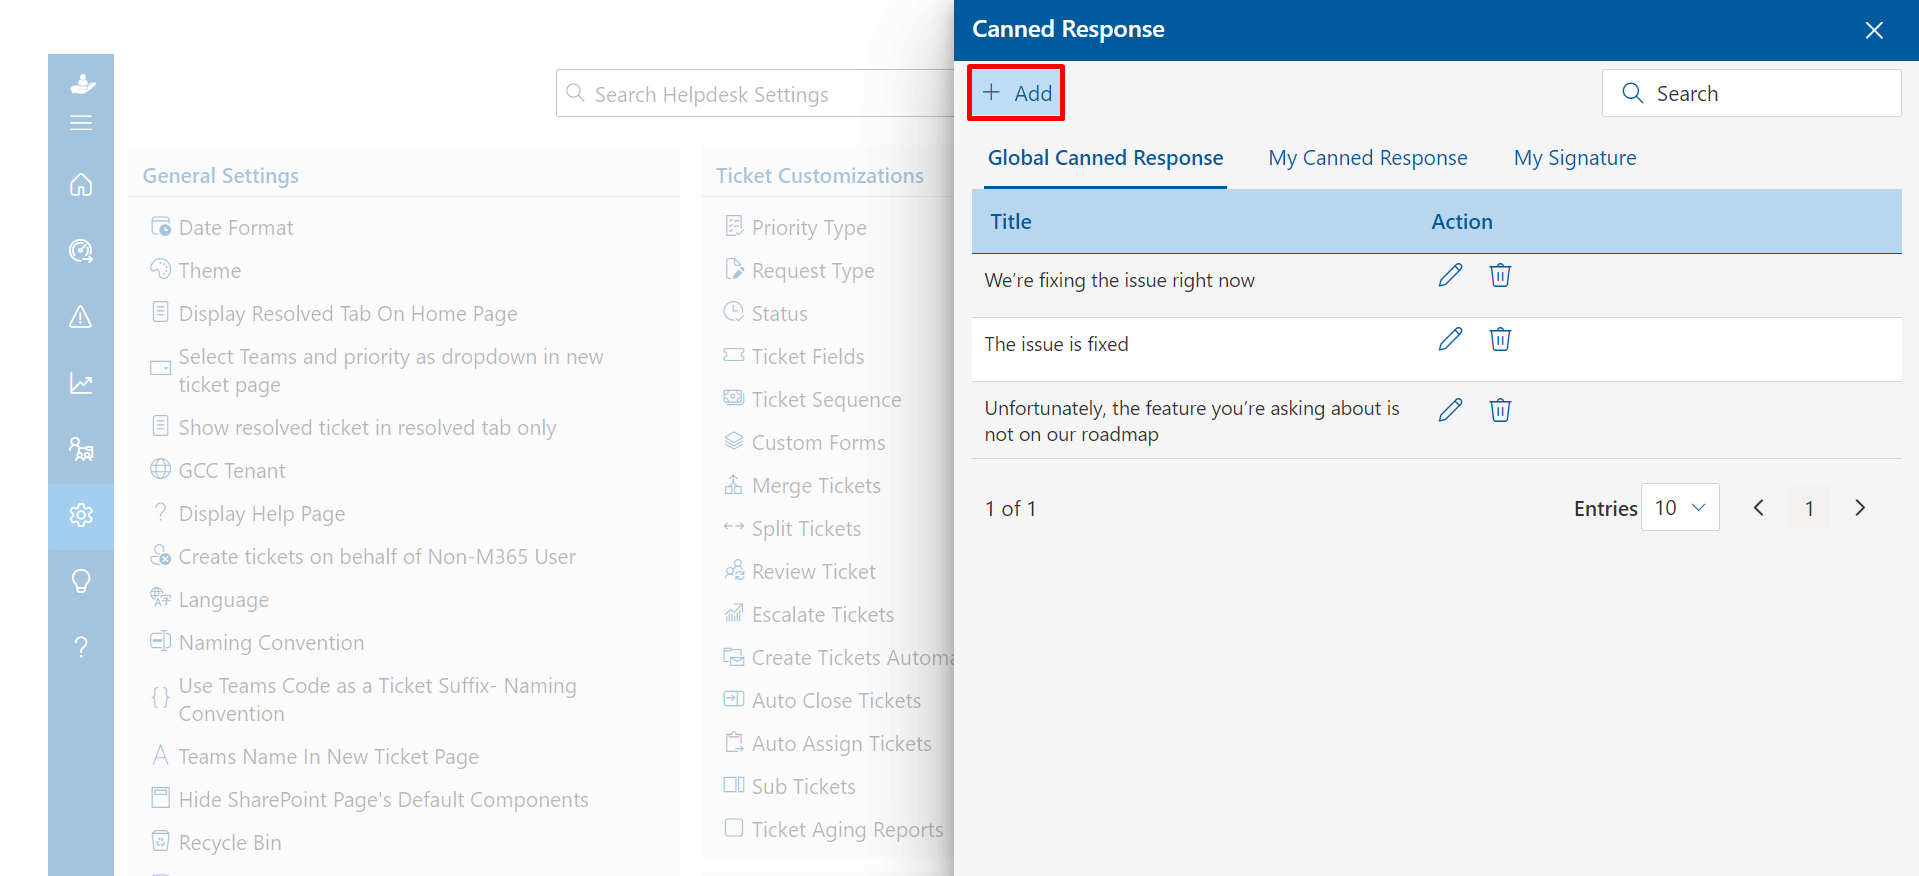 Search Helpdesk Settings
General Settings
Date Format
Theme
Display Resolved Tab On Home Page
Select Teams and priority as dropdown in new
ticket page
Show resolved ticket in resolved tab only
GCC Tenant
Display Help Page
Create tickets on behalf of Non-M365 User
Language
Naming Convention
Use Teams Code as a Ticket Suffix- Naming
Convention
Teams Name In New Ticket Page
Hide SharePoint Page's Default Components
Recycle Bin
Ticket Customizations
Priority Type
Request Type
Status
Ticket Fields
Ticket Sequence
Custom Forms
Merge Tickets
Split Tickets
Review Ticket
Escalate Tickets
Create Tickets Automa
Auto Close Tickets
Auto Assign Tickets
Sub Tickets
Ticket Aging Reports
Canned Response
Add
Search
Global Canned Response My Canned Response My Signature
Title Action
We’re fixing the issue right now
The issue is fixed
Unfortunately, the feature you’re asking about is
not on our roadmap
1 of 1 Entries 10 1